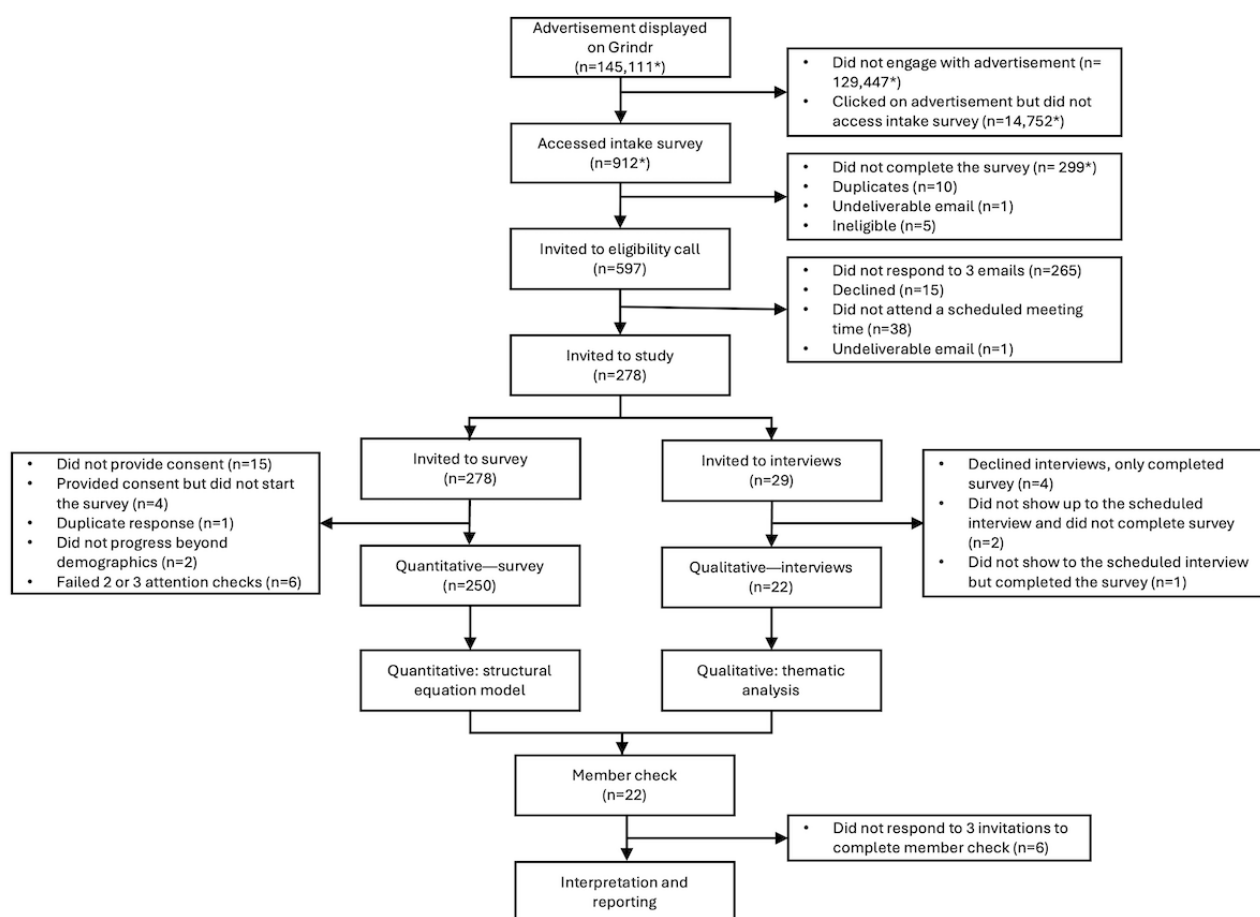 Advertisement displayed
on Grindr
(n=145,111*)
• Did not engage with advertisement (n=
129,447*)
• Clicked on advertisement but did not
access intake survey (n=14,752*)
Accessed intake survey
(n=912*)
• Did not complete the survey (n= 299*)
• Duplicates (n=10)
• Undeliverable email (n=1)
• Ineligible (n=5)
Invited to eligibility call
(n=597)
• Did not respond to 3 emails (n=265)
• Declined (n=15)
• Did not attend a scheduled meeting
time (n=38)
• Undeliverable email (n=1)
Invited to study
(n=278)
Invited to survey
(n=278)
Invited to interviews
(n=29)
• Did not provide consent (n=15)
• Provided consent but did not start
the survey (n=4)
• Duplicate response (n=1)
• Did not progress beyond
demographics (n=2)
• Failed 2 or 3 attention checks (n=6)
• Declined interviews, only completed
survey (n=4)
• Did not show up to the scheduled
interview and did not complete survey
(n=2)
• Did not show to the scheduled interview
but completed the survey (n=1)
Quantitative—survey
(n=250)
Qualitative—interviews
(n=22)
Quantitative: structural
equation model
Qualitative: thematic
analysis
Member check
(n=22)
• Did not respond to 3 invitations to
complete member check (n=6)
Interpretation and
reporting